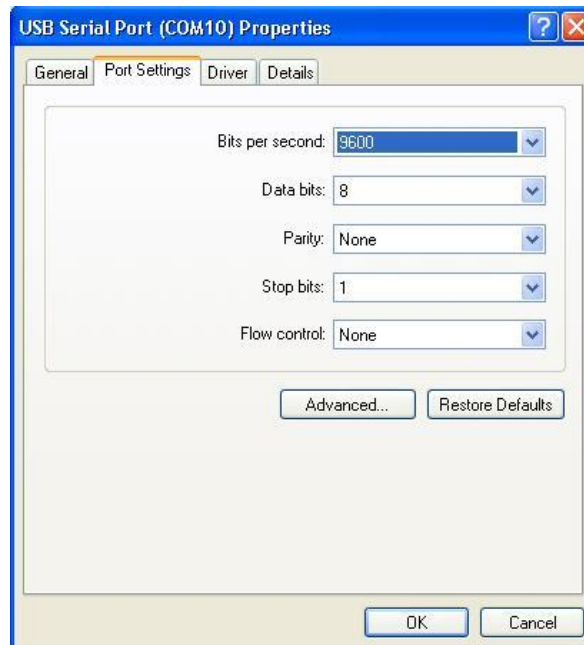 USB Serial Port (COM10) Properties
General Port Settings Driver Details
Bits per second: 9600
Data bits: 8
Parity: None
Stop bits: 1
Flow control: None
Advanced... Restore Defaults
OK Cancel